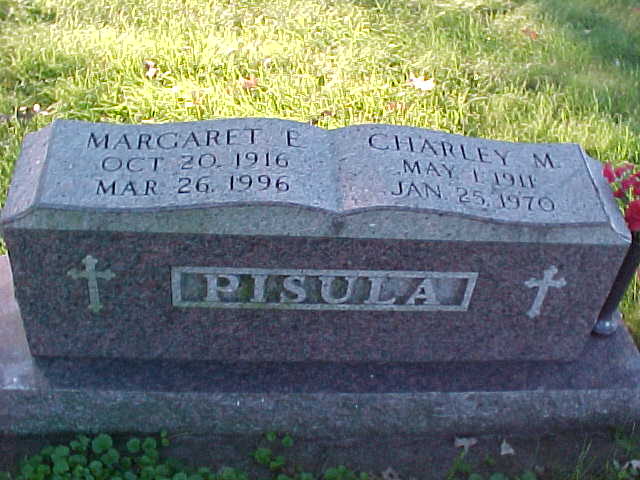 MARGARET E
OCT 20, 1916
MAR 26, 1996
CHARLEY M.
MAY 1, 1911
JAN 25, 1970
PISULA